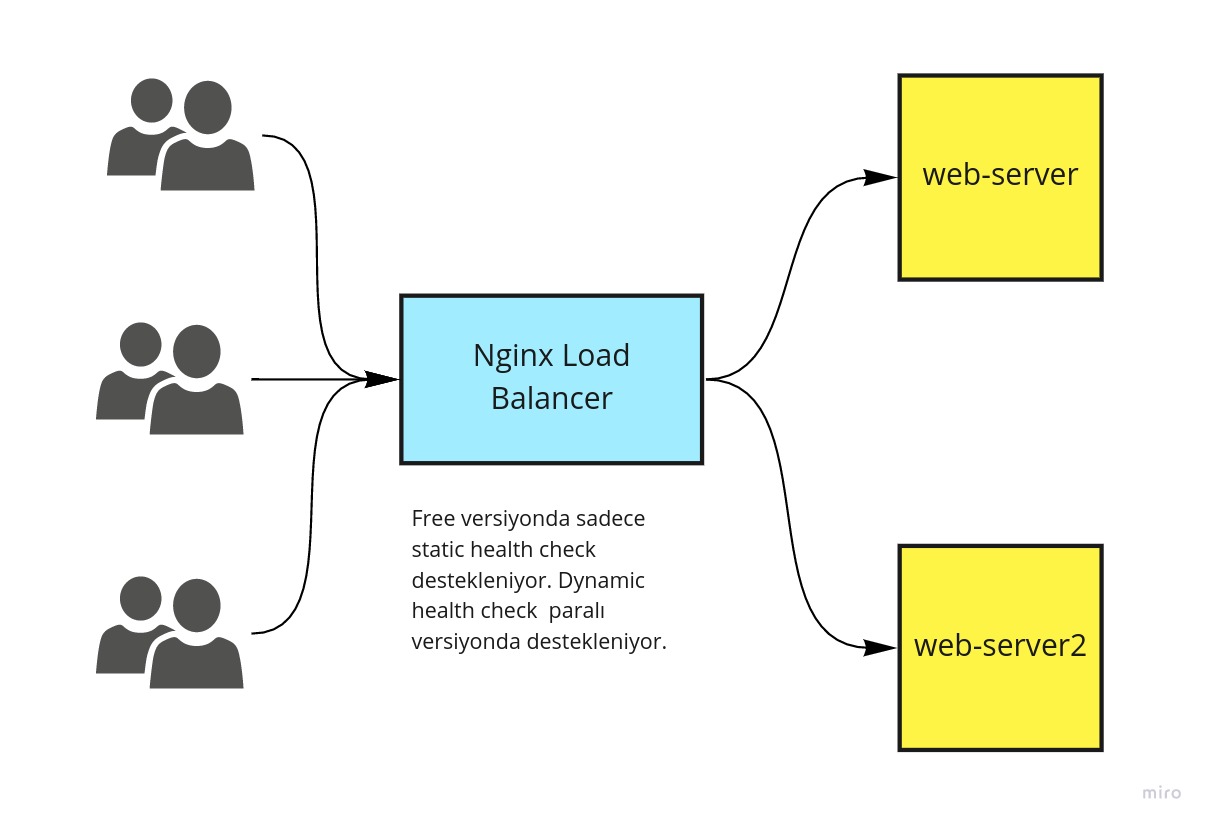 web-server
Nginx Load
Balancer
Free versiyonda sadece
static health check
destekleniyor. Dynamic
health check  paralı
versiyonda destekleniyor.
web-server2
miro